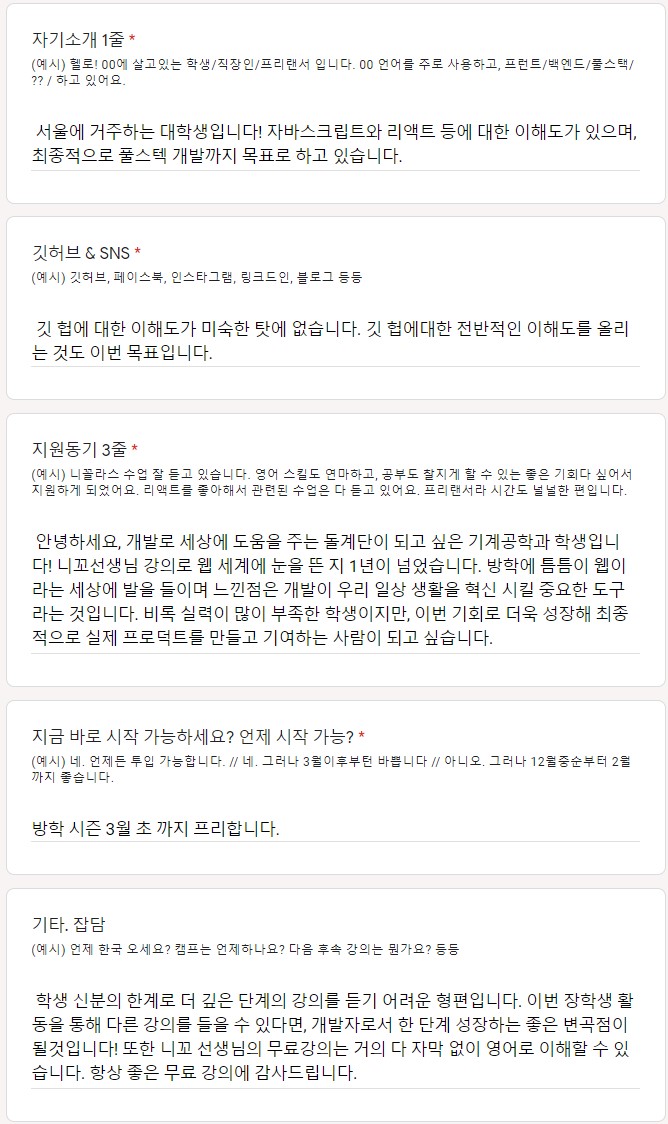 자기소개 1줄 *
(예시) 헬로! 00에 살고있는 학생/직장인/프리랜서 입니다. 00 언어를 주로 사용하고, 프런트/백엔드/풀스택/
?? / 하고 있어요.
서울에 거주하는 대학생입니다! 자바스크립트와 리액트 등에 대한 이해도가 있으며,
최종적으로 풀스텍 개발까지 목표로 하고 있습니다.
깃허브 & SNS *
(예시) 깃허브, 페이스북, 인스타그램, 링크드인, 블로그 등등
깃 헙에 대한 이해도가 미숙한 탓에 없습니다. 깃 헙에대한 전반적인 이해도를 올리
는 것도 이번 목표입니다.
지원동기 3줄 *
(예시) 니꼴라스 수업 잘 듣고 있습니다. 영어 스킬도 연마하고, 공부도 찰지게 할 수 있는 좋은 기회다 싶어서
지원하게 되었어요. 리액트를 좋아해서 관련된 수업은 다 듣고 있어요. 프리랜서라 시간도 널널한 편입니다.
안녕하세요, 개발로 세상에 도움을 주는 돌계단이 되고 싶은 기계공학과 학생입니
다! 니꼬선생님 강의로 웹 세계에 눈을 뜬 지 1년이 넘었습니다. 방학에 틈틈이 웹이
라는 세상에 발을 들이며 느낀점은 개발이 우리 일상 생활을 혁신 시킬 중요한 도구
라는 것입니다. 비록 실력이 많이 부족한 학생이지만, 이번 기회로 더욱 성장해 최종
적으로 실제 프로덕트를 만들고 기여하는 사람이 되고 싶습니다.
지금 바로 시작 가능하세요? 언제 시작 가능? *
(예시) 네. 언제든 투입 가능합니다. // 네. 그러나 3월이후부턴 바쁩니다 // 아니오. 그러나 12월중순부터 2월
까지 좋습니다.
방학 시즌 3월 초 까지 프리합니다.
기타. 잡담
(예시) 언제 한국 오세요? 캠프는 언제하나요? 다음 후속 강의는 뭔가요? 등등
학생 신분의 한계로 더 깊은 단계의 강의를 듣기 어려운 형편입니다. 이번 장학생 활
동을 통해 다른 강의를 들을 수 있다면, 개발자로서 한 단계 성장하는 좋은 변곡점이
될것입니다! 또한 니꼬 선생님의 무료강의는 거의 다 자막 없이 영어로 이해할 수 있
습니다. 항상 좋은 무료 강의에 감사드립니다.